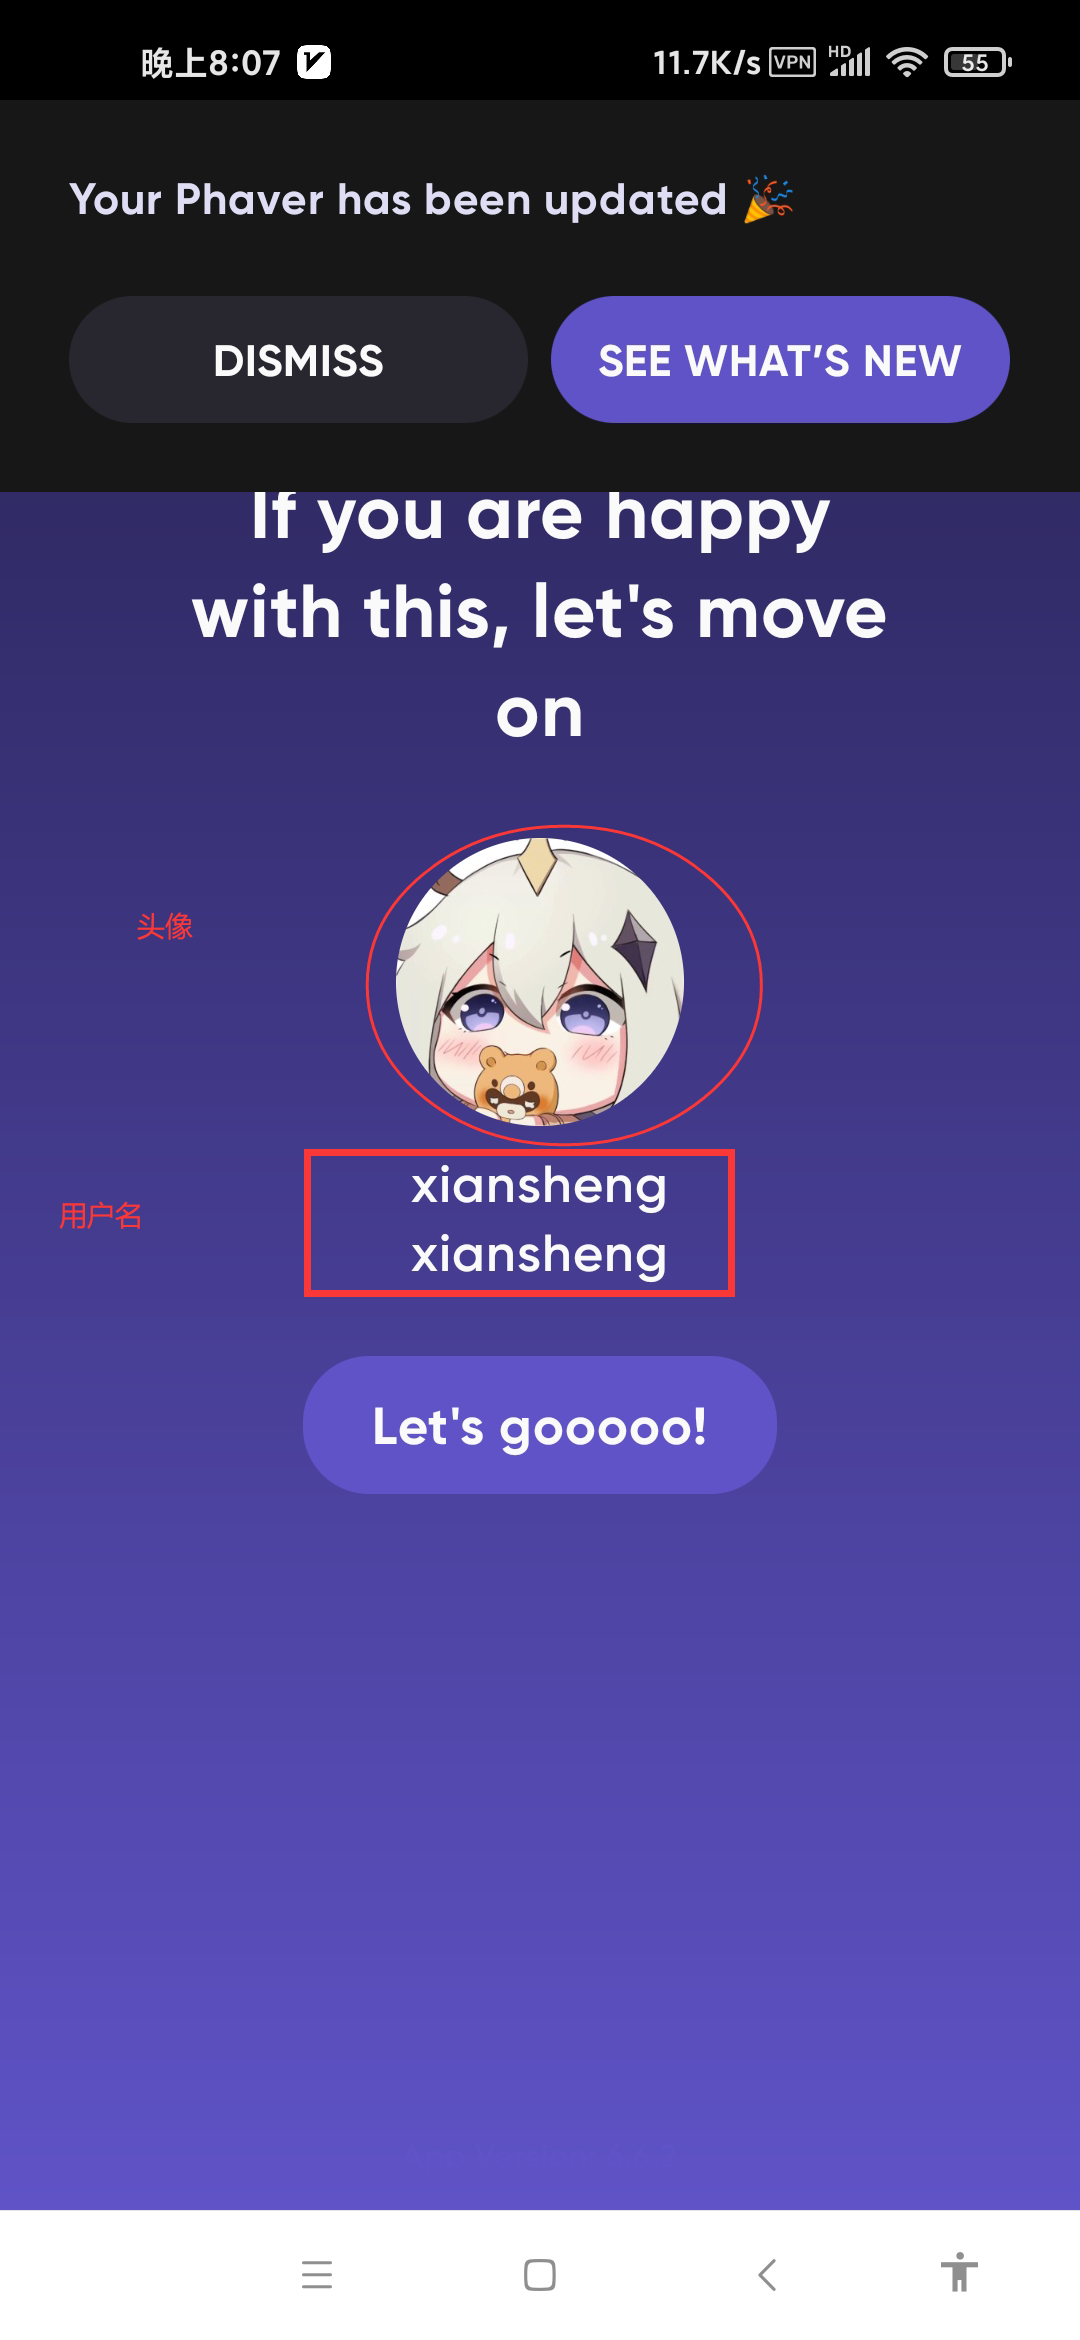 晚上8:07
11.7K/s VPN HD 55
Your Phaver has been updated 🎉
DISMISS
SEE WHAT'S NEW
If you are happy
with this, let's move
on
头像
用户名
xiansheng
xiansheng
Let's gooooo!